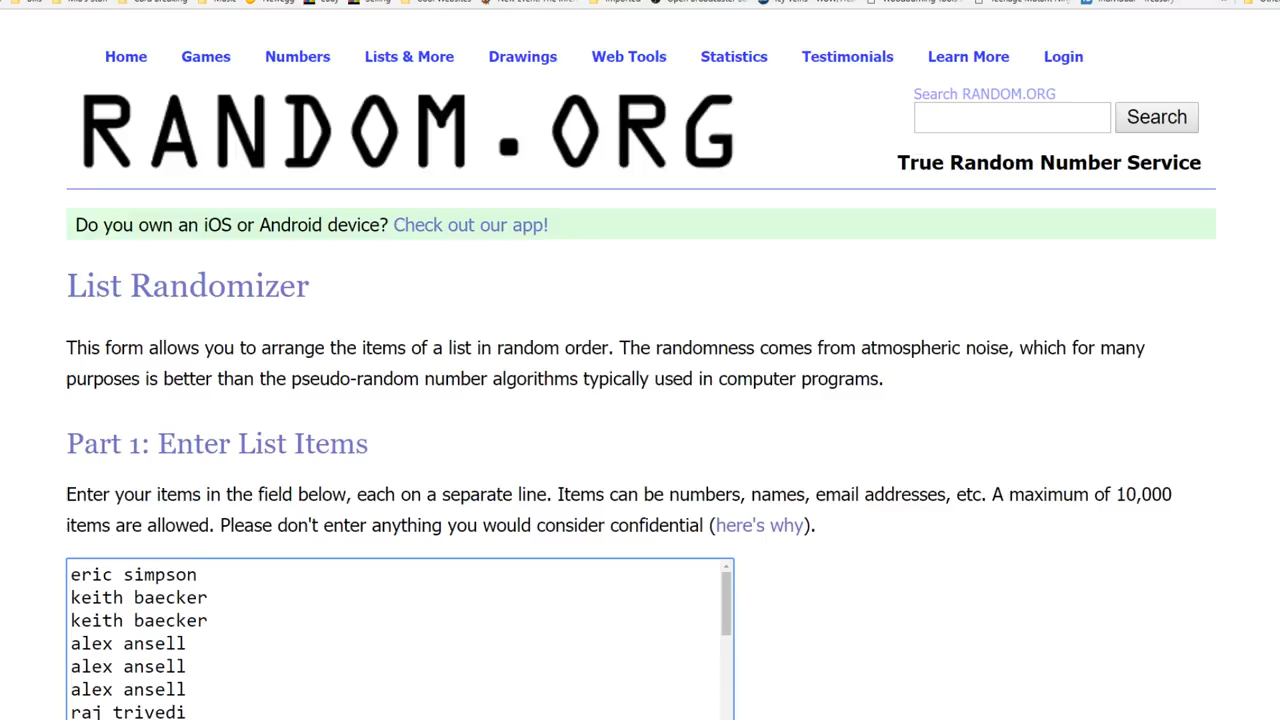 Home Games Numbers Lists & More Drawings Web Tools Statistics Testimonials Learn More Login
RANDOM.ORG
Search RANDOM.ORG
Search
True Random Number Service
Do you own an iOS or Android device? Check out our app!
List Randomizer
This form allows you to arrange the items of a list in random order. The randomness comes from atmospheric noise, which for many
purposes is better than the pseudo-random number algorithms typically used in computer programs.
Part 1: Enter List Items
Enter your items in the field below, each on a separate line. Items can be numbers, names, email addresses, etc. A maximum of 10,000
items are allowed. Please don't enter anything you would consider confidential (here's why).
eric simpson
keith baecker
keith baecker
alex ansell
alex ansell
alex ansell
raj trivedi